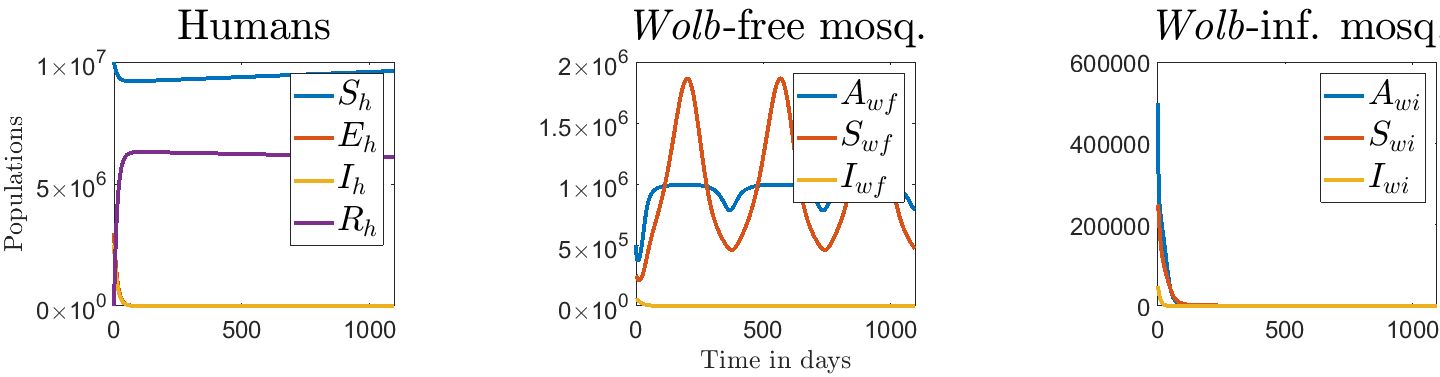 Humans
Populations
1×10^7
5×10^6
0×10^0
0 500 1000
S_h
E_h
I_h
R_h
Wolb-free mosq.
2×10^6
1.5×10^6
1×10^6
5×10^5
0×10^0
0 500 1000
A_wf
S_wf
I_wf
Time in days
Wolb-inf. mosq.
600000
400000
200000
0
0 500 1000
A_wi
S_wi
I_wi